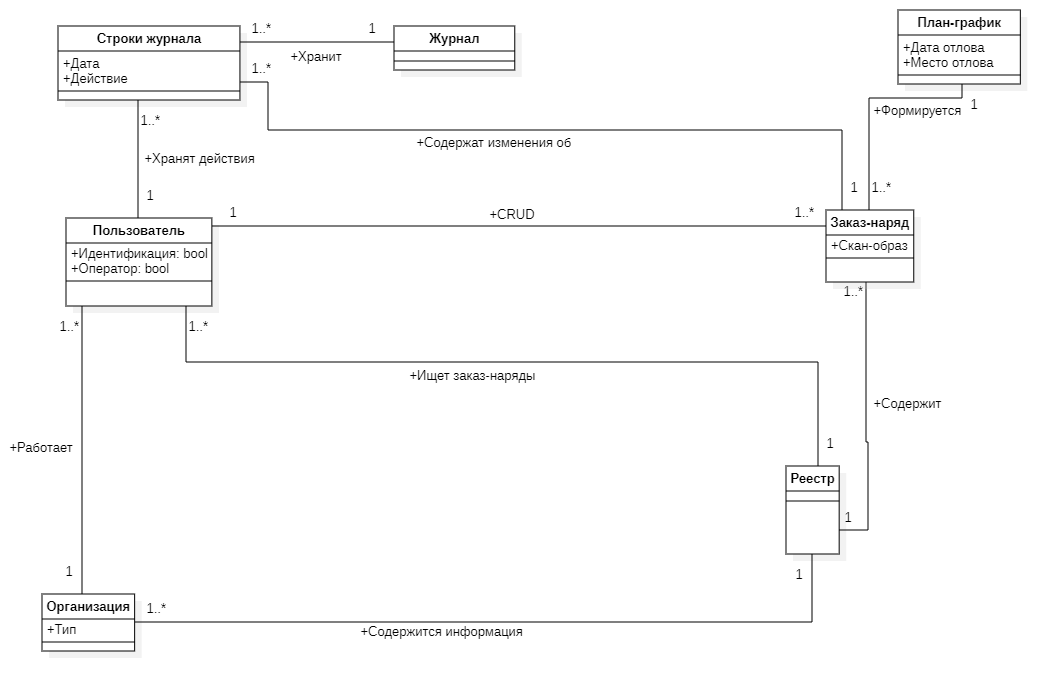 Строки журнала
+Дата
+Действие
1..*
1
+Хранит
Журнал
План-график
+Дата отлова
+Место отлова
1..*
+Содержат изменения об
1
1
+Формируется
1..*
1..*
+Хранят действия
1
Пользователь
+Идентификация: bool
+Оператор: bool
1
+CRUD
1..*
Заказ-наряд
+Скан-образ
1..*
1..*
1..*
+Ищет заказ-наряды
+Содержит
+Работает
1
Реестр
1
1
1
Организация
+Тип
1..*
+Содержится информация